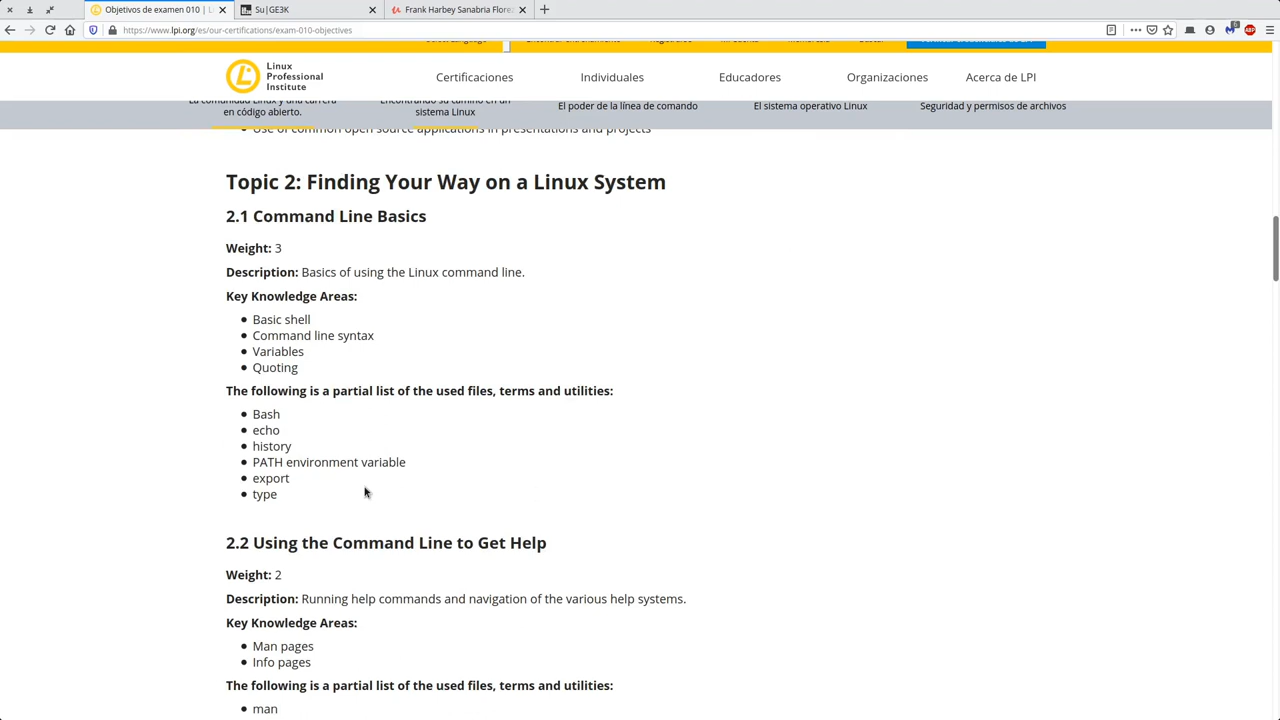 Objetivos de examen 010 | L
Su|GE3K
Frank Harbey Sanabria Flore
https://www.lpi.org/es/our-certifications/exam-010-objectives
Linux
Professional
Institute
Certificaciones
Individuales
Educadores
Organizaciones
Acerca de LPI
La comunidad Linux y una carrera
en código abierto.
Encontrando su camino en un
sistema Linux
El poder de la línea de comando
El sistema operativo Linux
Seguridad y permisos de archivos
Use of common open source applications in presentations and projects
Topic 2: Finding Your Way on a Linux System
2.1 Command Line Basics
Weight: 3
Description: Basics of using the Linux command line.
Key Knowledge Areas:
Basic shell
Command line syntax
Variables
Quoting
The following is a partial list of the used files, terms and utilities:
Bash
echo
history
PATH environment variable
export
type
2.2 Using the Command Line to Get Help
Weight: 2
Description: Running help commands and navigation of the various help systems.
Key Knowledge Areas:
Man pages
Info pages
The following is a partial list of the used files, terms and utilities:
man